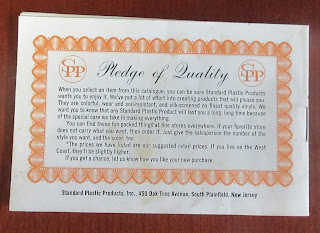 SPP SPP
Pledge of Quality
When you select an item from this catalogue, you can be sure Standard Plastic Products
wants you to enjoy it. We've put a lot of effort into creating products that will please you.
They are colorful, wear and soil-resistant, and silk-screened on finest quality vinyls. We
want you to know that any Standard Plastic Product will last you a long, long time because
of the special care we take in making everything.
You can find these fun-packed things at fine stores everywhere. If your favorite store
does not carry what you want, then order it. Just give the salesperson the number of the
style you want, and the color, too.
*The prices we have listed are our suggested retail prices. If you live on the West
Coast, they'll be slightly higher.
If you get a chance, let us know how you like your new purchase.
Standard Plastic Products, Inc., 450 Oak Tree Avenue, South Plainfield, New Jersey